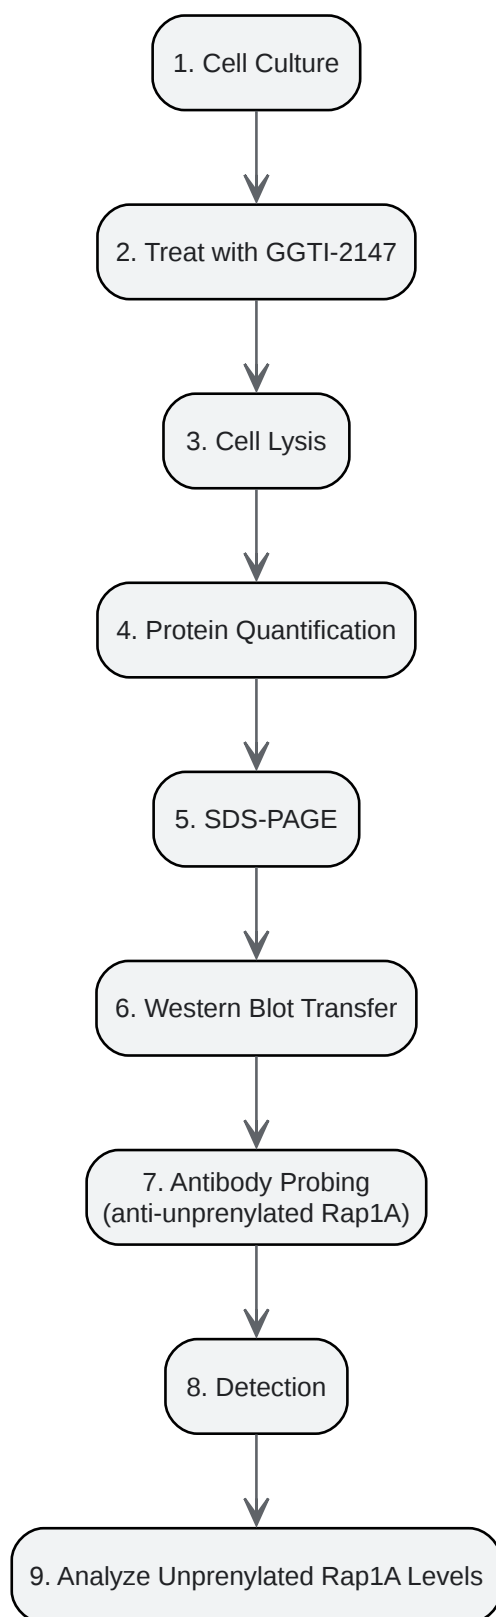 1. Cell Culture
2. Treat with GGTI-2147
3. Cell Lysis
4. Protein Quantification
5. SDS-PAGE
6. Western Blot Transfer
7. Antibody Probing
(anti-unprenylated Rap1A)
8. Detection
9. Analyze Unprenylated Rap1A Levels